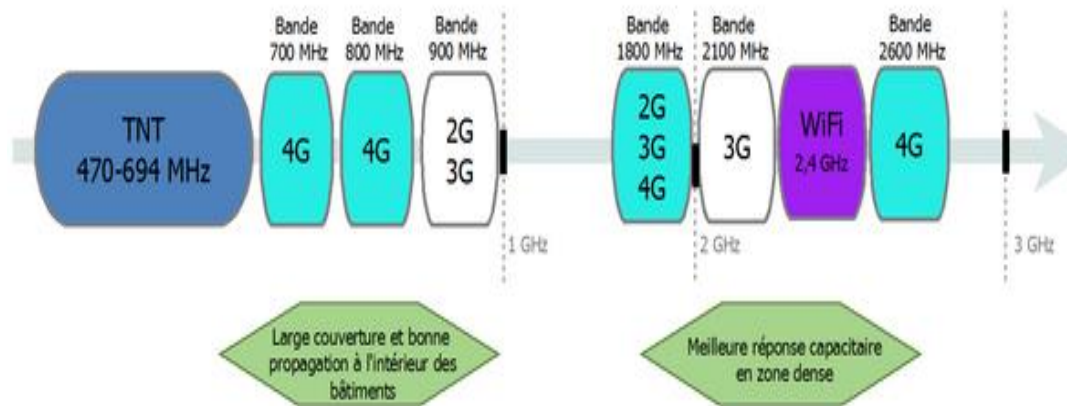 Bande
700 MHz
Bande
800 MHz
Bande
900 MHz
Bande
1800 MHz
Bande
2100 MHz
Bande
2600 MHz
TNT
470-694 MHz
4G
4G
2G
3G
2G
3G
4G
3G
WiFi
2,4 GHz
4G
1 GHz
2 GHz
3 GHz
Large couverture et bonne
propagation à l'intérieur des
bâtiments
Meilleure réponse capacitaire
en zone dense